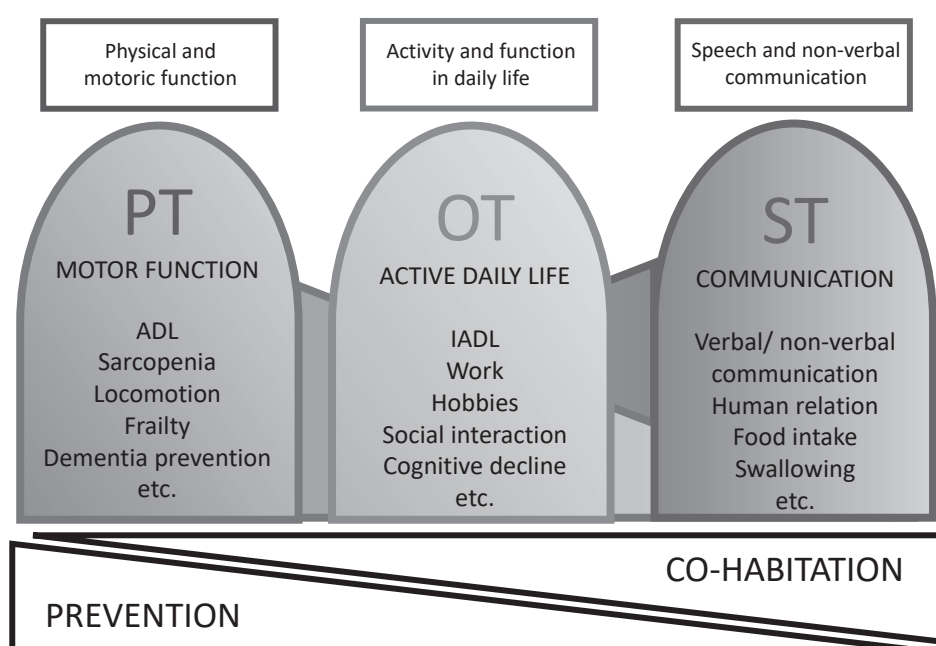 Physical and
motoric function
Activity and function
in daily life
Speech and non-verbal
communication
PT
MOTOR FUNCTION
ADL
Sarcopenia
Locomotion
Frailty
Dementia prevention
etc.
OT
ACTIVE DAILY LIFE
IADL
Work
Hobbies
Social interaction
Cognitive decline
etc.
ST
COMMUNICATION
Verbal/ non-verbal
communication
Human relation
Food intake
Swallowing
etc.
CO-HABITATION
PREVENTION